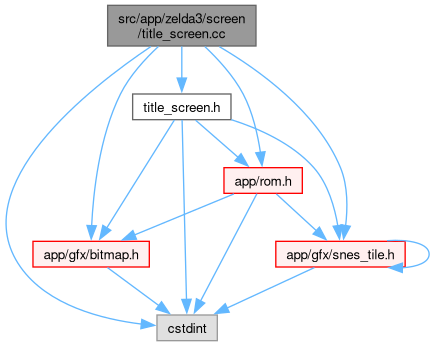 src/app/zelda3/screen
/title_screen.cc
title_screen.h
app/rom.h
app/gfx/bitmap.h
app/gfx/snes_tile.h
cstdint